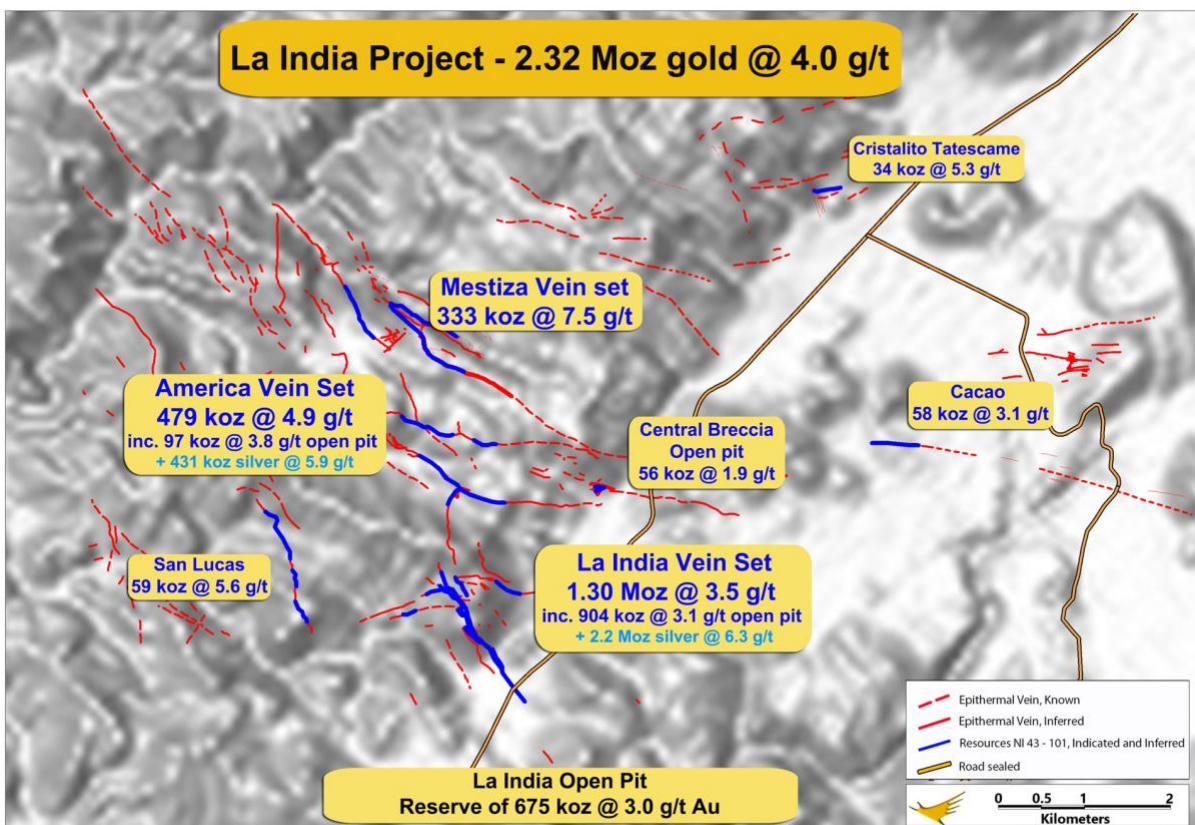 La India Project - 2.32 Moz gold @ 4.0 g/t
Cristalito Tatescame
34 koz @ 5.3 g/t
Mestiza Vein set
333 koz @ 7.5 g/t
America Vein Set
479 koz @ 4.9 g/t
inc. 97 koz @ 3.8 g/t open pit
+ 431 koz silver @ 5.9 g/t
Cacao
58 koz @ 3.1 g/t
Central Breccia
Open pit
56 koz @ 1.9 g/t
San Lucas
59 koz @ 5.6 g/t
La India Vein Set
1.30 Moz @ 3.5 g/t
inc. 904 koz @ 3.1 g/t open pit
+ 2.2 Moz silver @ 6.3 g/t
La India Open Pit
Reserve of 675 koz @ 3.0 g/t Au
Epithermal Vein, Known
Epithermal Vein, Inferred
Resources NI 43 - 101, Indicated and Inferred
Road sealed
0 0.5 1 2
Kilometers